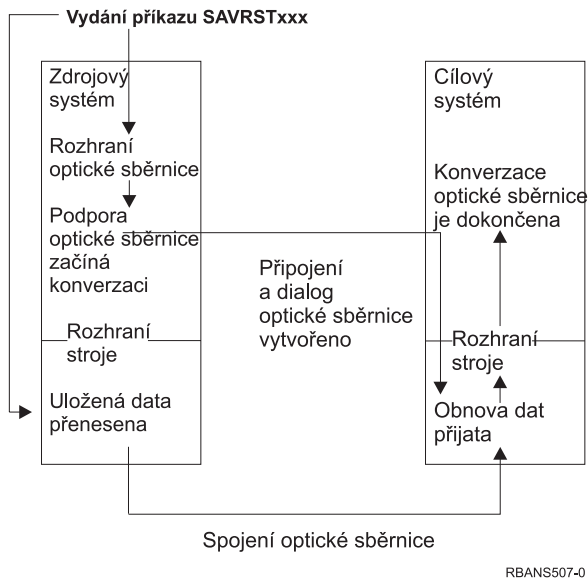 Vydání příkazu SAVRSTxxx
Zdrojový
systém
Rozhraní
optické sběrnice
Podpora
optické sběrnice
začíná
konverzaci
Rozhraní
stroje
Uložená data
přenesena
Připojení
a dialog
optické sběrnice
vytvořeno
Cílový
systém
Konverzace
optické sběrnice
je dokončena
Rozhraní
stroje
Obnova dat
přijata
Spojení optické sběrnice
RBANS507-0